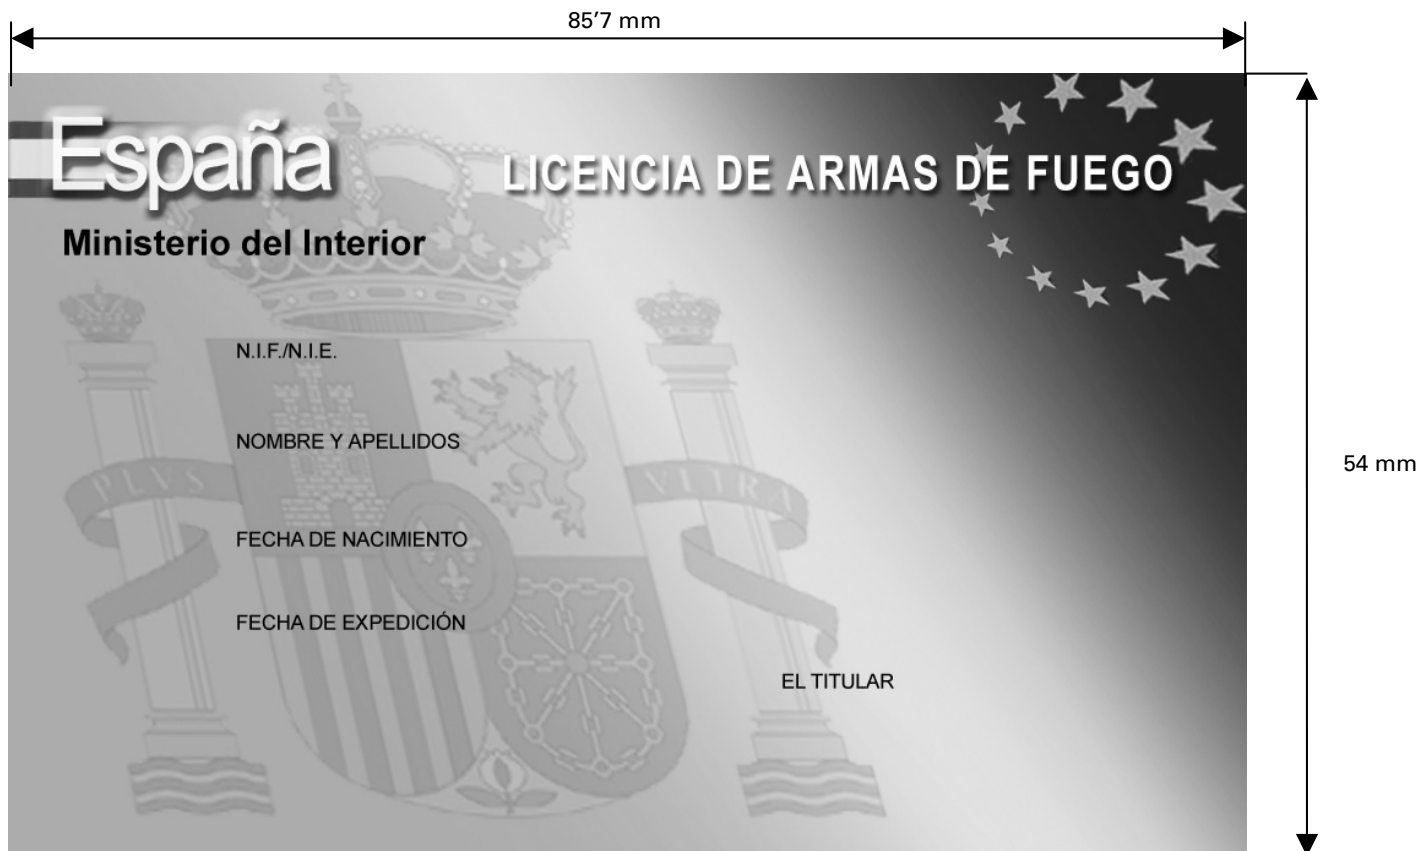 85’7 mm
España
LICENCIA DE ARMAS DE FUEGO
Ministerio del Interior
N.I.F./N.I.E.
NOMBRE Y APELLIDOS
PLVS
VLTRA
FECHA DE NACIMIENTO
FECHA DE EXPEDICIÓN
EL TITULAR
54 mm